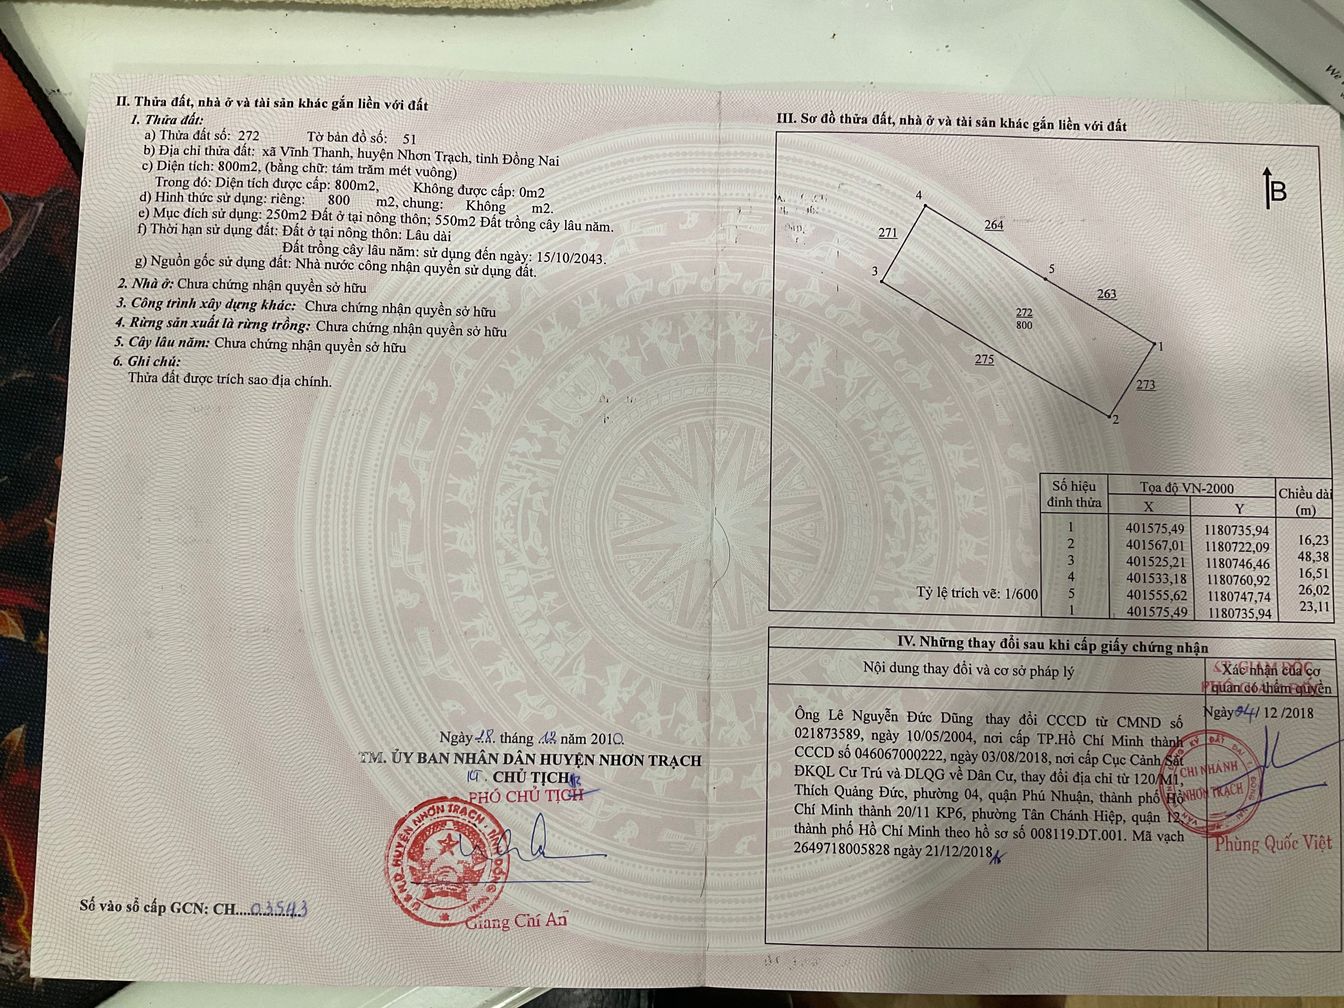 II. Thửa đất, nhà ở và tài sản khác gắn liền với đất
1. Thửa đất:
a) Thửa đất số: 272 Tờ bản đồ số: 51
b) Địa chỉ thửa đất: xã Vĩnh Thanh, huyện Nhơn Trạch, tỉnh Đồng Nai
c) Diện tích: 800m2, (bằng chữ: tám trăm mét vuông)
Trong đó: Diện tích được cấp: 800m2, Không được cấp: 0m2
d) Hình thức sử dụng: riêng: 800 m2, chung: Không m2.
e) Mục đích sử dụng: 250m2 Đất ở tại nông thôn; 550m2 Đất trồng cây lâu năm.
f) Thời hạn sử dụng đất: Đất ở tại nông thôn: Lâu dài
Đất trồng cây lâu năm: sử dụng đến ngày: 15/10/2043.
g) Nguồn gốc sử dụng đất: Nhà nước công nhận quyền sử dụng đất.
2. Nhà ở: Chưa chứng nhận quyền sở hữu
3. Công trình xây dựng khác: Chưa chứng nhận quyền sở hữu
4. Rừng sản xuất là rừng trồng: Chưa chứng nhận quyền sở hữu
5. Cây lâu năm: Chưa chứng nhận quyền sở hữu
6. Ghi chú:
Thửa đất được trích sao địa chính.
Ngày 28. tháng .12 năm 2010.
TM. ỦY BAN NHÂN DÂN HUYỆN NHƠN TRẠCH
KT. CHỦ TỊCH
PHÓ CHỦ TỊCH
U.B.N.D HUYỆN NHƠN TRẠCH
Giang Chí An
Số vào sổ cấp GCN: CH....03543
III. Sơ đồ thửa đất, nhà ở và tài sản khác gắn liền với đất
B
4
271
264
3
5
263
272
800
1
275
273
2
Số hiệu đỉnh thửa Tọa độ VN-2000 Chiều dài (m)
X Y
1 401575,49 1180735,94
16,23
2 401567,01 1180722,09
48,38
3 401525,21 1180746,46
16,51
4 401533,18 1180760,92
26,02
5 401555,62 1180747,74
23,11
1 401575,49 1180735,94
Tỷ lệ trích vẽ: 1/600
IV. Những thay đổi sau khi cấp giấy chứng nhận
Nội dung thay đổi và cơ sở pháp lý
Xác nhận của cơ
quan có thẩm quyền
KT. GIÁM ĐỐC
PHÓ GIÁM ĐỐC
Ngày 04/ 12 /2018
Ông Lê Nguyễn Đức Dũng thay đổi CCCD từ CMND số
021873589, ngày 10/05/2004, nơi cấp TP.Hồ Chí Minh thành
CCCD số 046067000222, ngày 03/08/2018, nơi cấp Cục Cảnh Sát
ĐKQL Cư Trú và DLQG về Dân Cư, thay đổi địa chỉ từ 120/M1
Thích Quảng Đức, phường 04, quận Phú Nhuận, thành phố Hồ
Chí Minh thành 20/11 KP6, phường Tân Chánh Hiệp, quận 12,
thành phố Hồ Chí Minh theo hồ sơ số 008119.DT.001. Mã vạch
2649718005828 ngày 21/12/2018
CHI NHÁNH
NHƠN TRẠCH
Phùng Quốc Việt